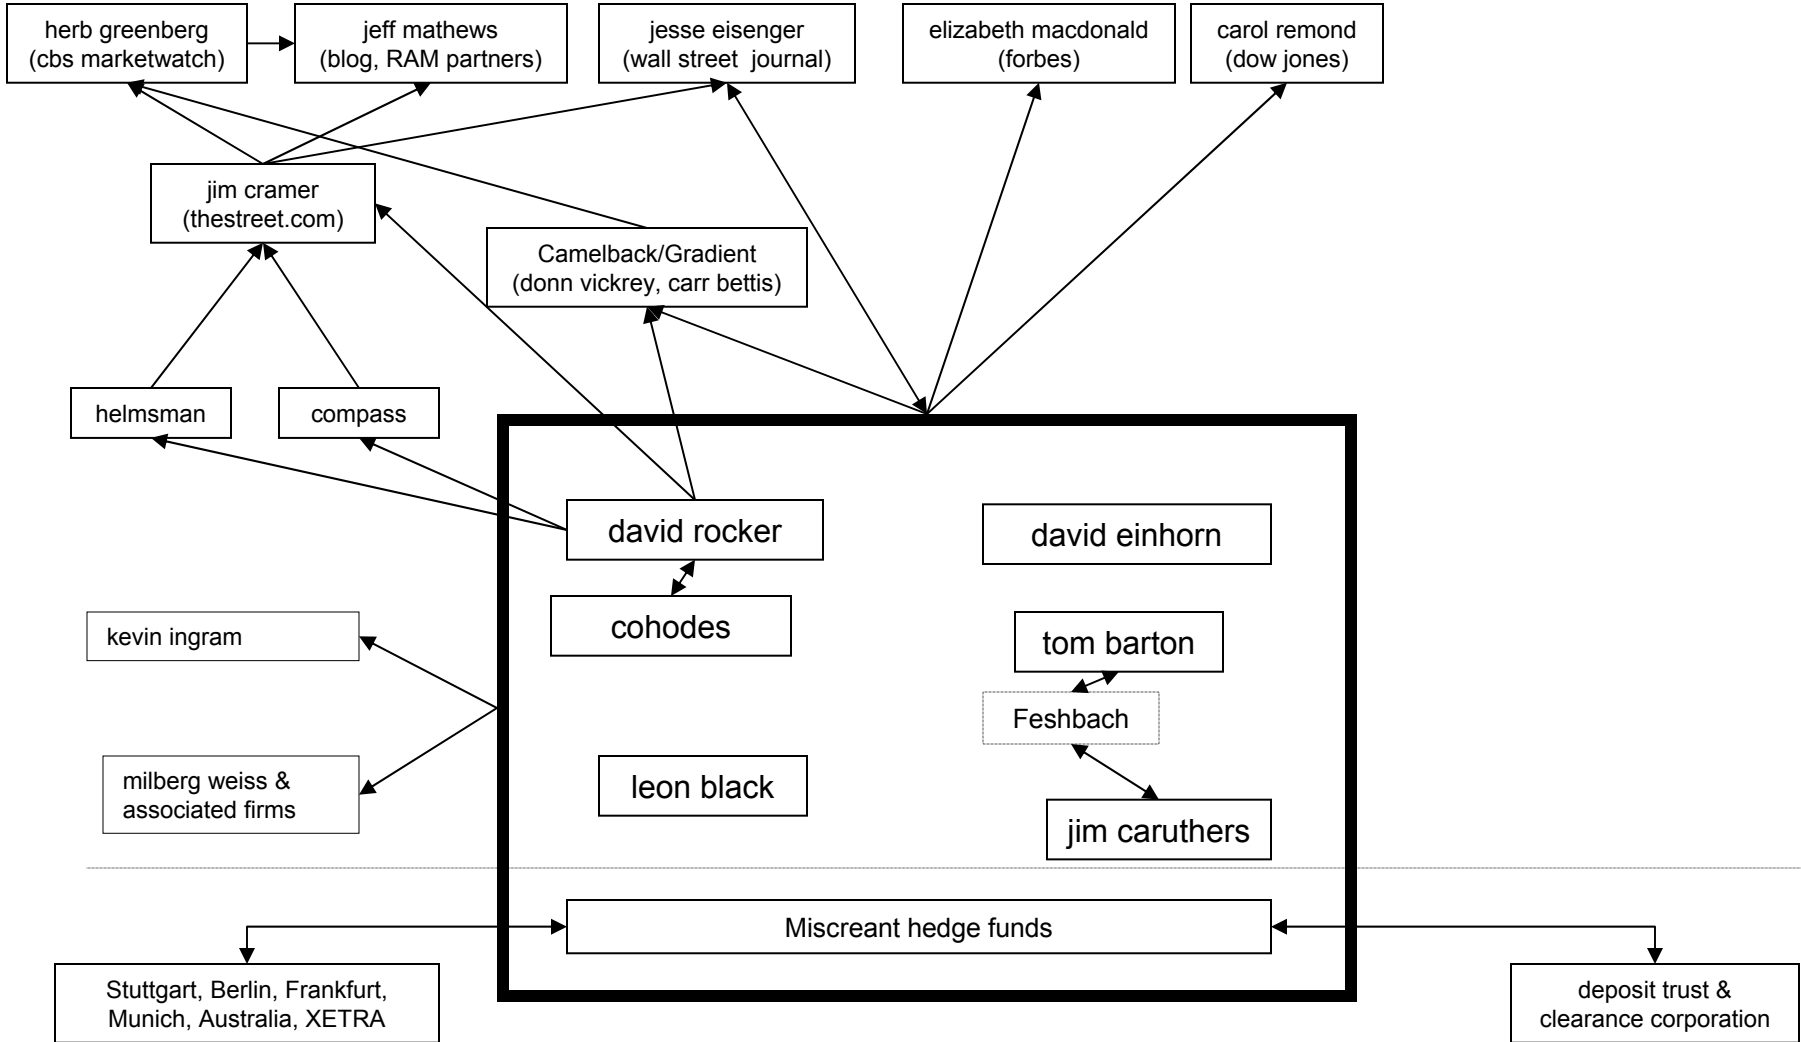 herb greenberg
(cbs marketwatch)
jeff mathews
(blog, RAM partners)
jesse eisenger
(wall street journal)
elizabeth macdonald
(forbes)
carol remond
(dow jones)
jim cramer
(thestreet.com)
Camelback/Gradient
(donn vickrey, carr bettis)
helmsman
compass
david rocker
david einhorn
cohodes
kevin ingram
tom barton
Feshbach
milberg weiss &
associated firms
leon black
jim caruthers
Miscreant hedge funds
Stuttgart, Berlin, Frankfurt,
Munich, Australia, XETRA
deposit trust &
clearance corporation